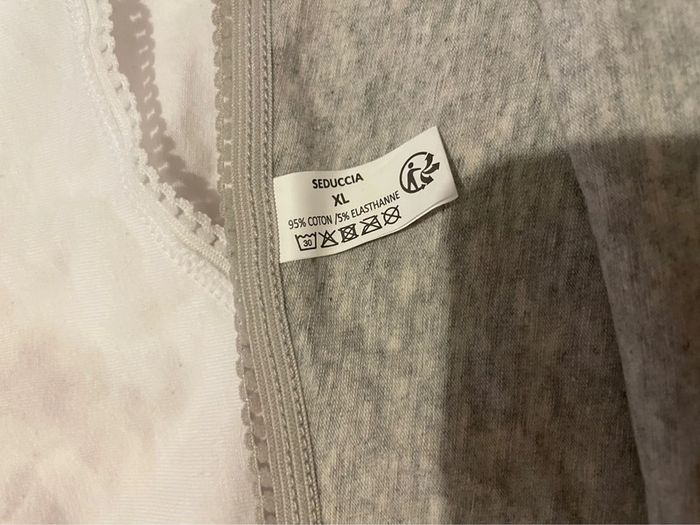 SEDUCCIA
XL
95% COTON /5% ELASTHANNE
30